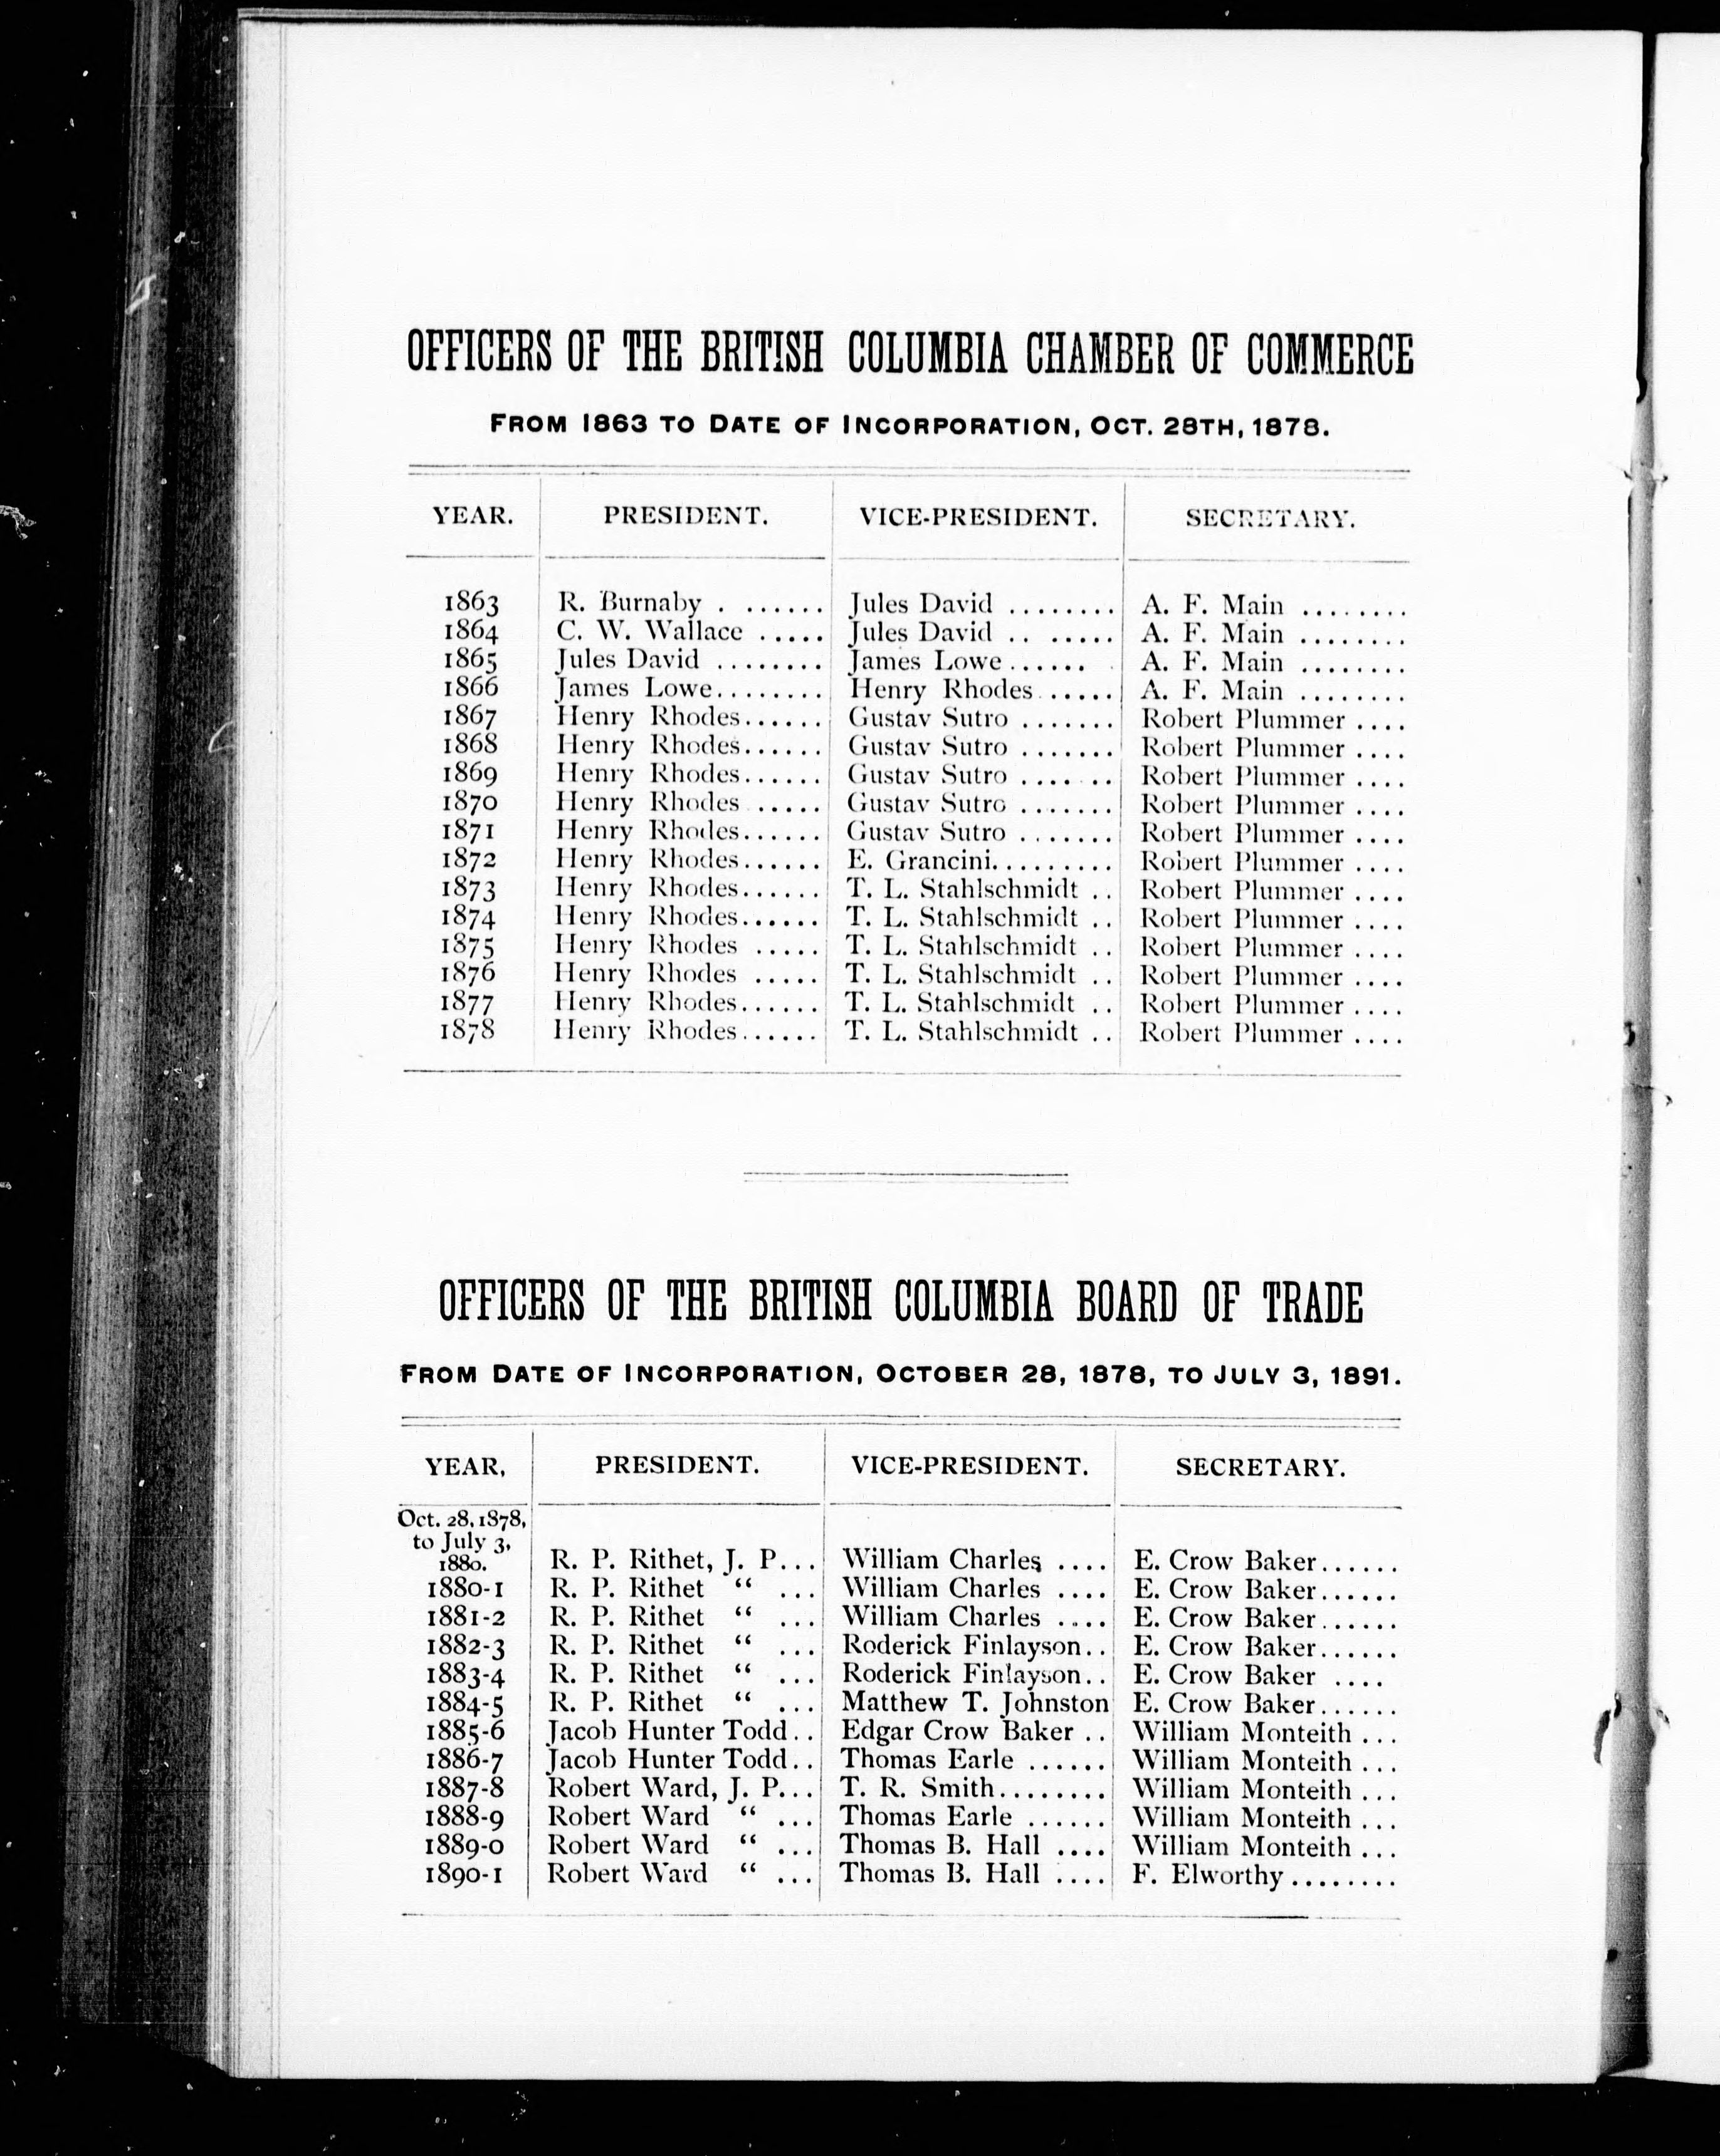 OFFICERS OF THE BRITISH COLUMBIA CHAMBER OF COMMERCE
FROM 1863 TO DATE OF INCORPORATION, OCT. 28TH, 1878.
YEAR. PRESIDENT. VICE-PRESIDENT. SECRETARY.
1863 R. Burnaby . ...... Jules David ........ A. F. Main ........
1864 C. W. Wallace ..... Jules David .. ...... A. F. Main ........
1865 Jules David ........ James Lowe...... . A. F. Main ........
1866 James Lowe........ Henry Rhodes ..... A. F. Main ........
1867 Henry Rhodes...... Gustav Sutro ....... Robert Plummer ....
1868 Henry Rhodes...... Gustav Sutro ....... Robert Plummer ....
1869 Henry Rhodes...... Gustav Sutro ....... Robert Plummer ....
1870 Henry Rhodes ..... Gustav Sutro ....... Robert Plummer ....
1871 Henry Rhodes...... Gustav Sutro ....... Robert Plummer ....
1872 Henry Rhodes...... E. Grancini......... Robert Plummer ....
1873 Henry Rhodes...... T. L. Stahlschmidt .. Robert Plummer ....
1874 Henry Rhodes...... T. L. Stahlschmidt .. Robert Plummer ....
1875 Henry Rhodes ..... T. L. Stahlschmidt .. Robert Plummer ....
1876 Henry Rhodes ..... T. L. Stahlschmidt .. Robert Plummer ....
1877 Henry Rhodes...... T. L. Stahlschmidt .. Robert Plummer ....
1878 Henry Rhodes...... T. L. Stahlschmidt .. Robert Plummer ....
OFFICERS OF THE BRITISH COLUMBIA BOARD OF TRADE
FROM DATE OF INCORPORATION, OCTOBER 28, 1878, TO JULY 3, 1891.
YEAR, PRESIDENT. VICE-PRESIDENT. SECRETARY.
Oct. 28, 1878,
to July 3,
1880. R. P. Rithet, J. P... William Charles .... E. Crow Baker......
1880-1 R. P. Rithet “ ... William Charles .... E. Crow Baker......
1881-2 R. P. Rithet “ ... William Charles .... E. Crow Baker......
1882-3 R. P. Rithet “ ... Roderick Finlayson.. E. Crow Baker......
1883-4 R. P. Rithet “ ... Roderick Finlayson.. E. Crow Baker ....
1884-5 R. P. Rithet “ ... Matthew T. Johnston E. Crow Baker......
1885-6 Jacob Hunter Todd.. Edgar Crow Baker .. William Monteith ...
1886-7 Jacob Hunter Todd.. Thomas Earle ...... William Monteith ...
1887-8 Robert Ward, J. P... T. R. Smith........ William Monteith ...
1888-9 Robert Ward “ ... Thomas Earle ...... William Monteith ...
1889-0 Robert Ward “ ... Thomas B. Hall .... William Monteith ...
1890-1 Robert Ward “ ... Thomas B. Hall .... F. Elworthy........